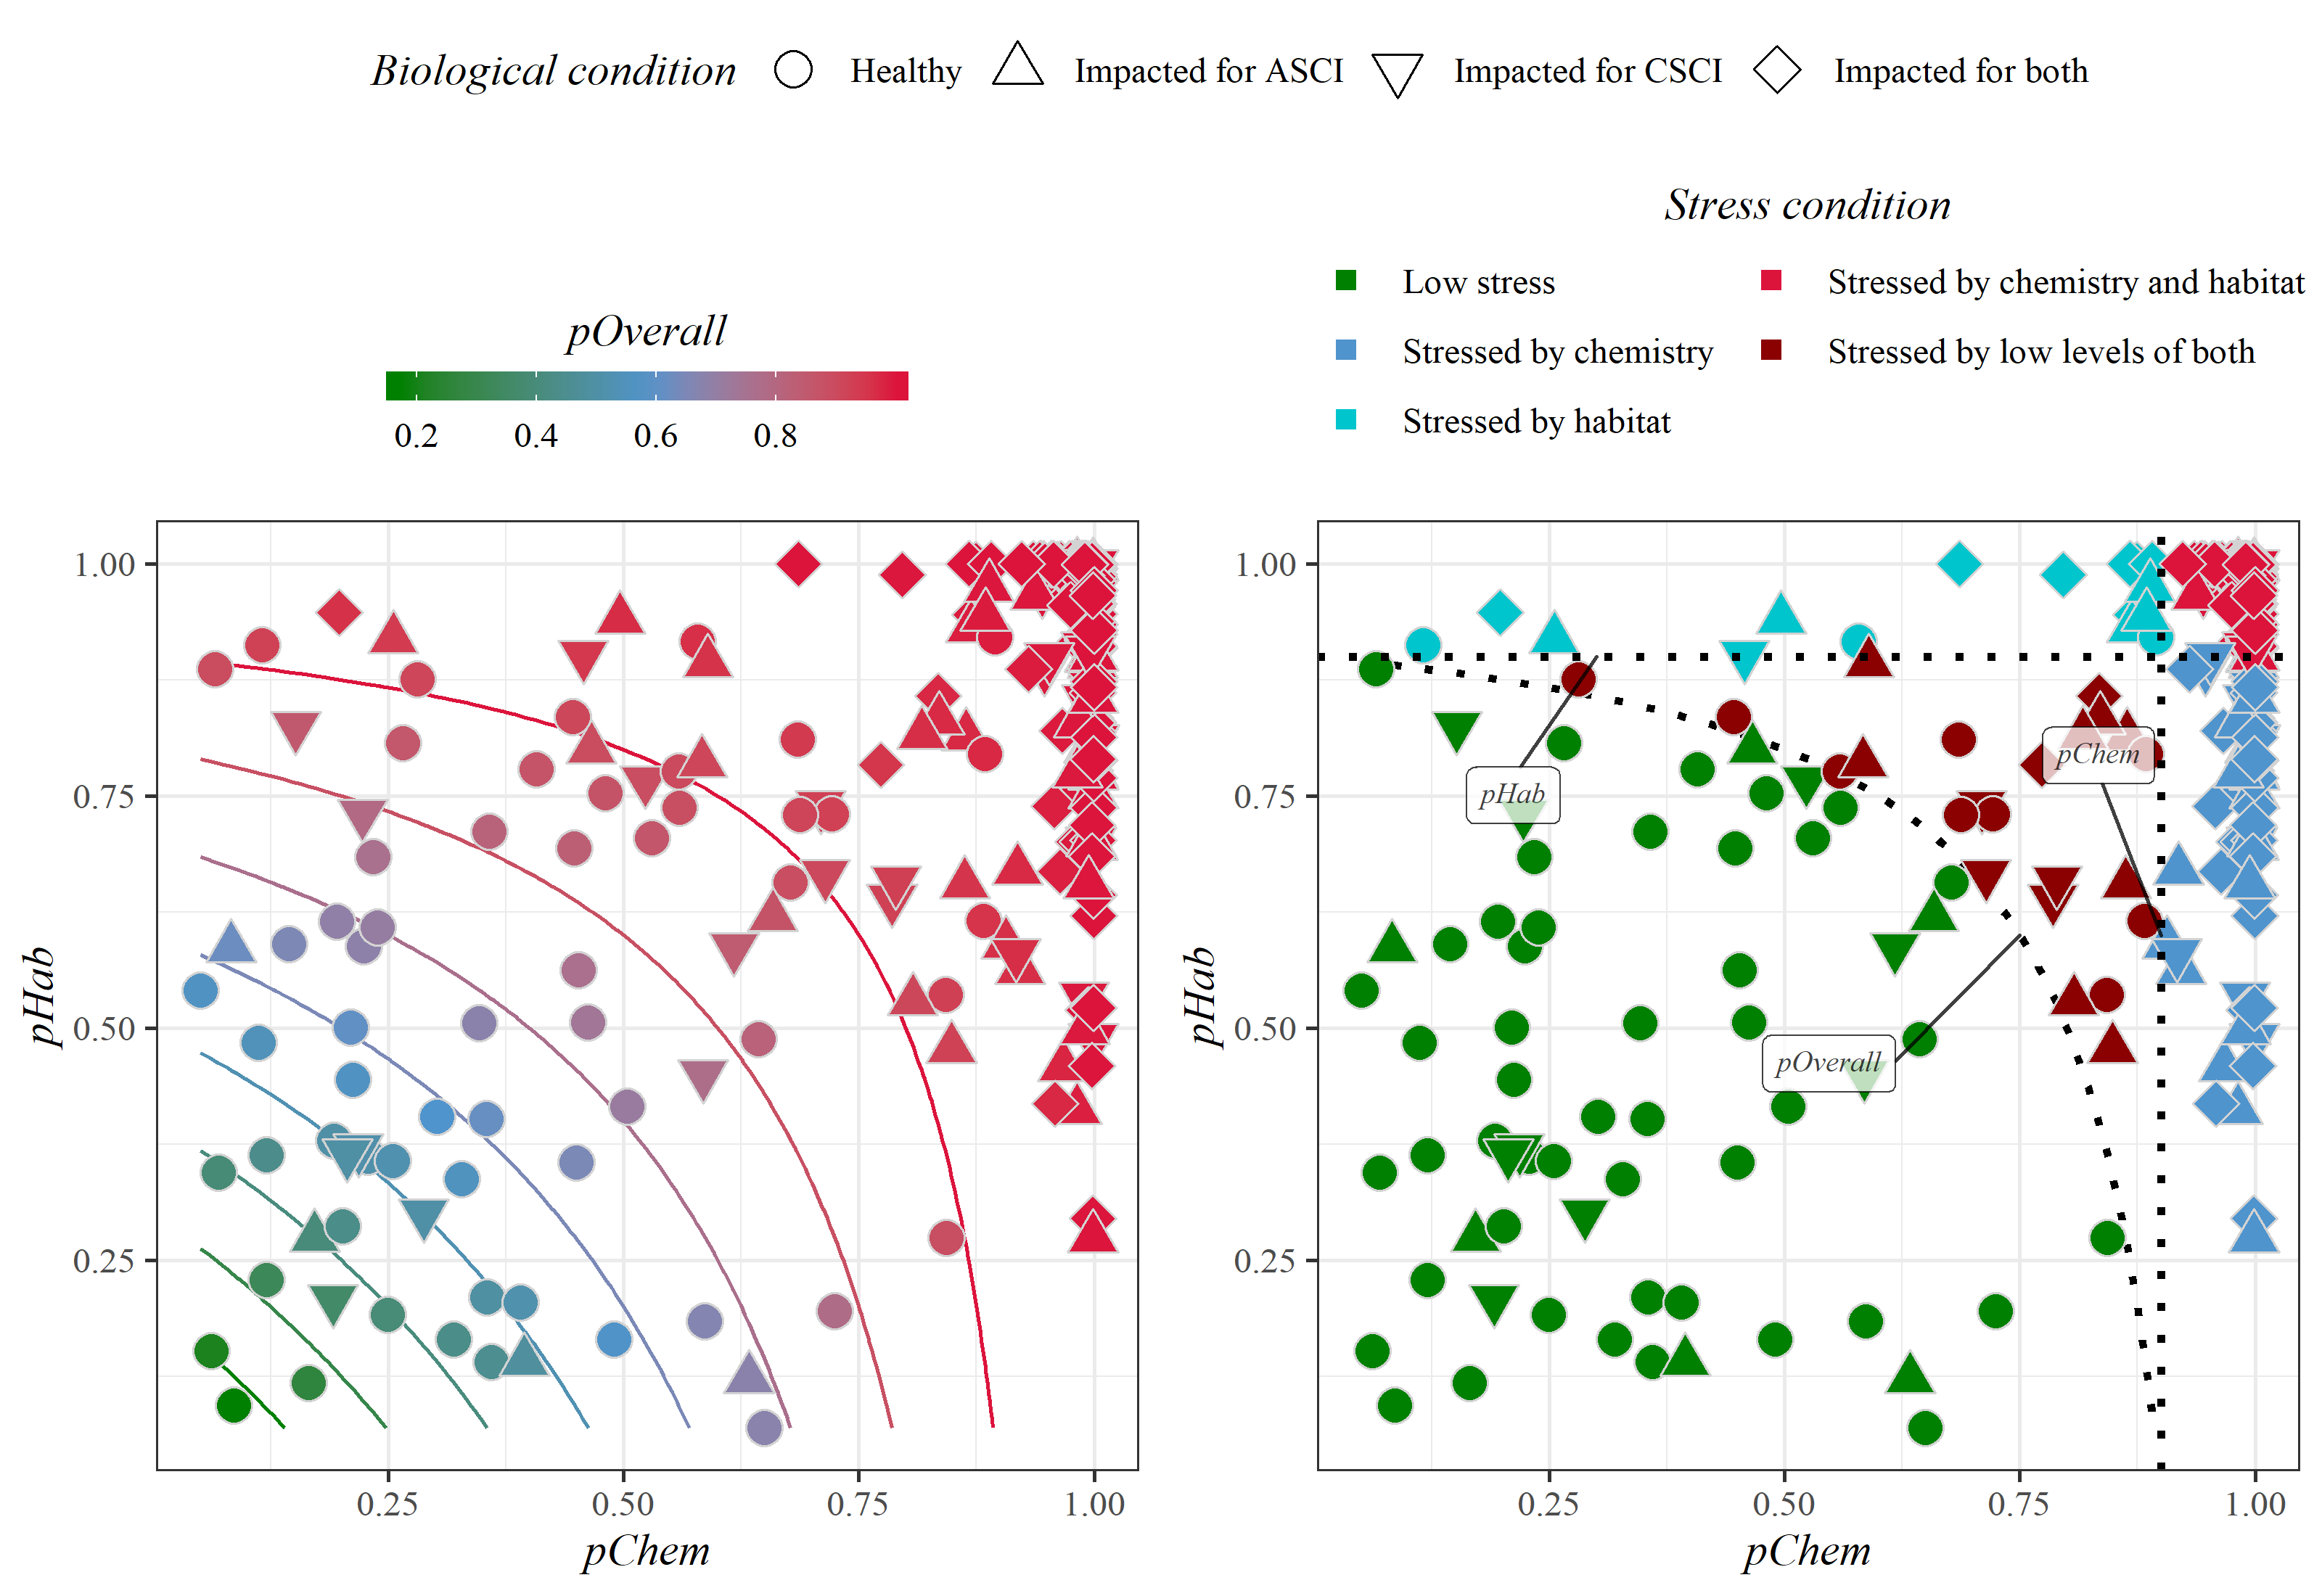 Biological condition Healthy Impacted for ASCI Impacted for CSCI Impacted for both
Stress condition
Low stress Stressed by chemistry and habitat
Stressed by chemistry Stressed by low levels of both
Stressed by habitat
pOverall
0.2 0.4 0.6 0.8
1.00
0.75
0.50
0.25
pHab
0.25 0.50 0.75 1.00
pChem
1.00
0.75
0.50
0.25
pHab
pChem
pHab
pOverall
0.25 0.50 0.75 1.00
pChem